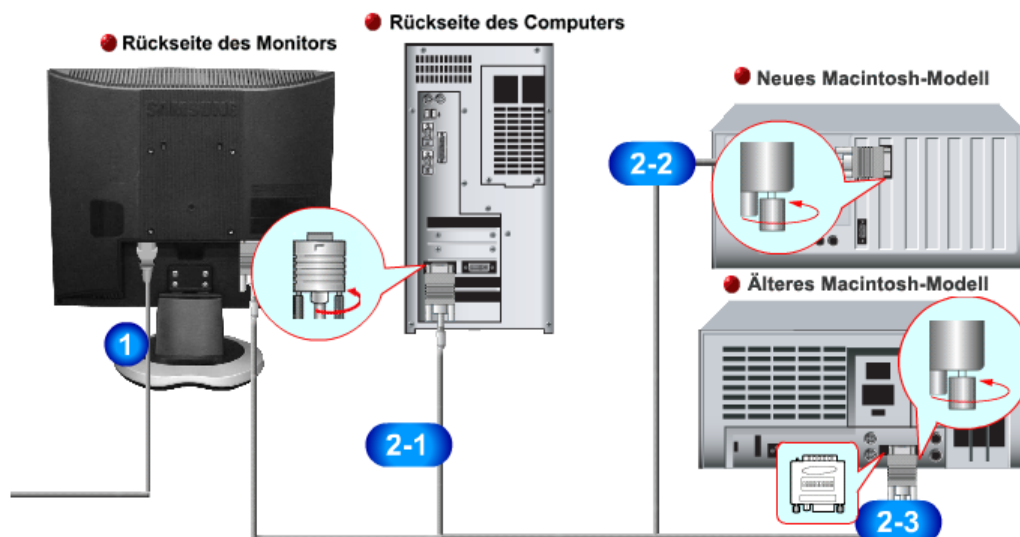 Rückseite des Monitors
Rückseite des Computers
Neues Macintosh-Modell
Älteres Macintosh-Modell
SAMSUNG
1
2-1
2-2
2-3